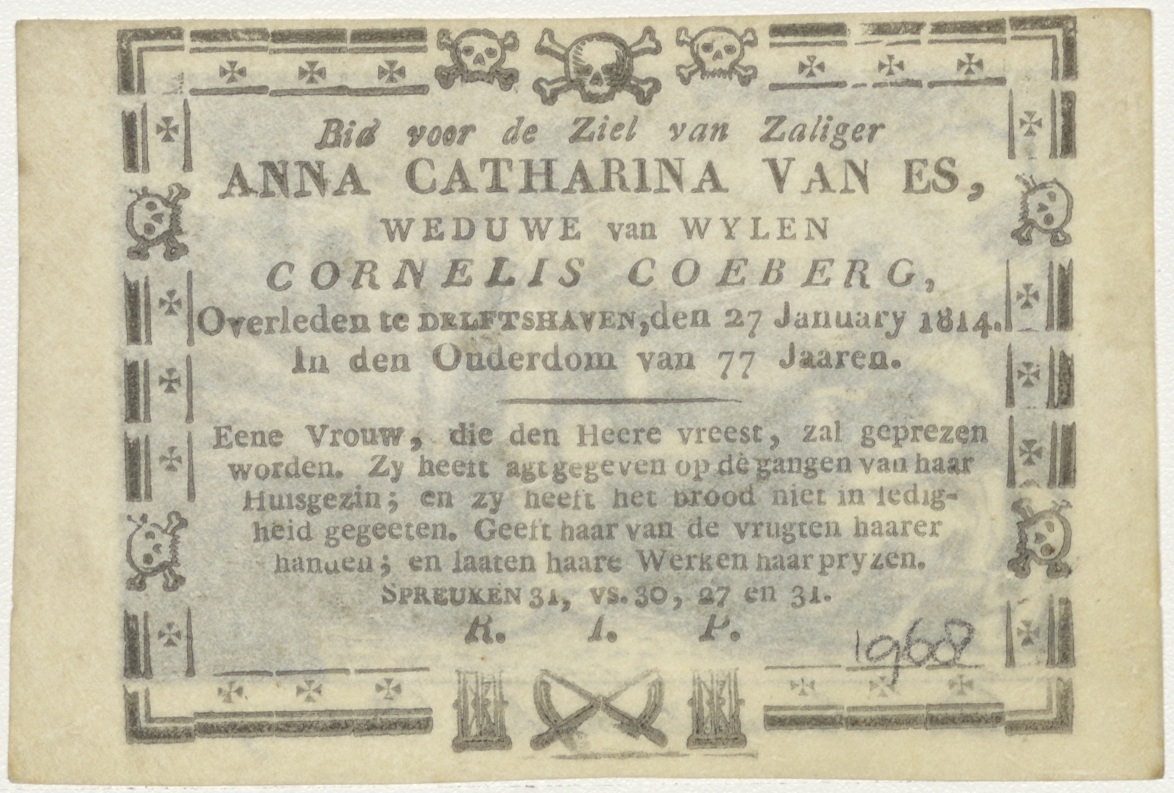 Bid voor de Ziel van Zaliger
ANNA CATHARINA VAN ES,
WEDUWE van WYLEN
CORNELIS COEBERG,
Overleden te DELFTSHAVEN, den 27 January 1814.
In den Ouderdom van 77 Jaaren.
Eene Vrouw, die den Heere vreest, zal geprezen
worden. Zy heeft agt gegeven op de gangen van haar
Huisgezin; en zy heeft het brood niet in ledig-
heid gegeeten. Geeft haar van de vrugten haarer
handen; en laaten haare Werken haar pryzen.
SPREUKEN 31, vs. 30, 27 en 31.
R. I. P.
1968